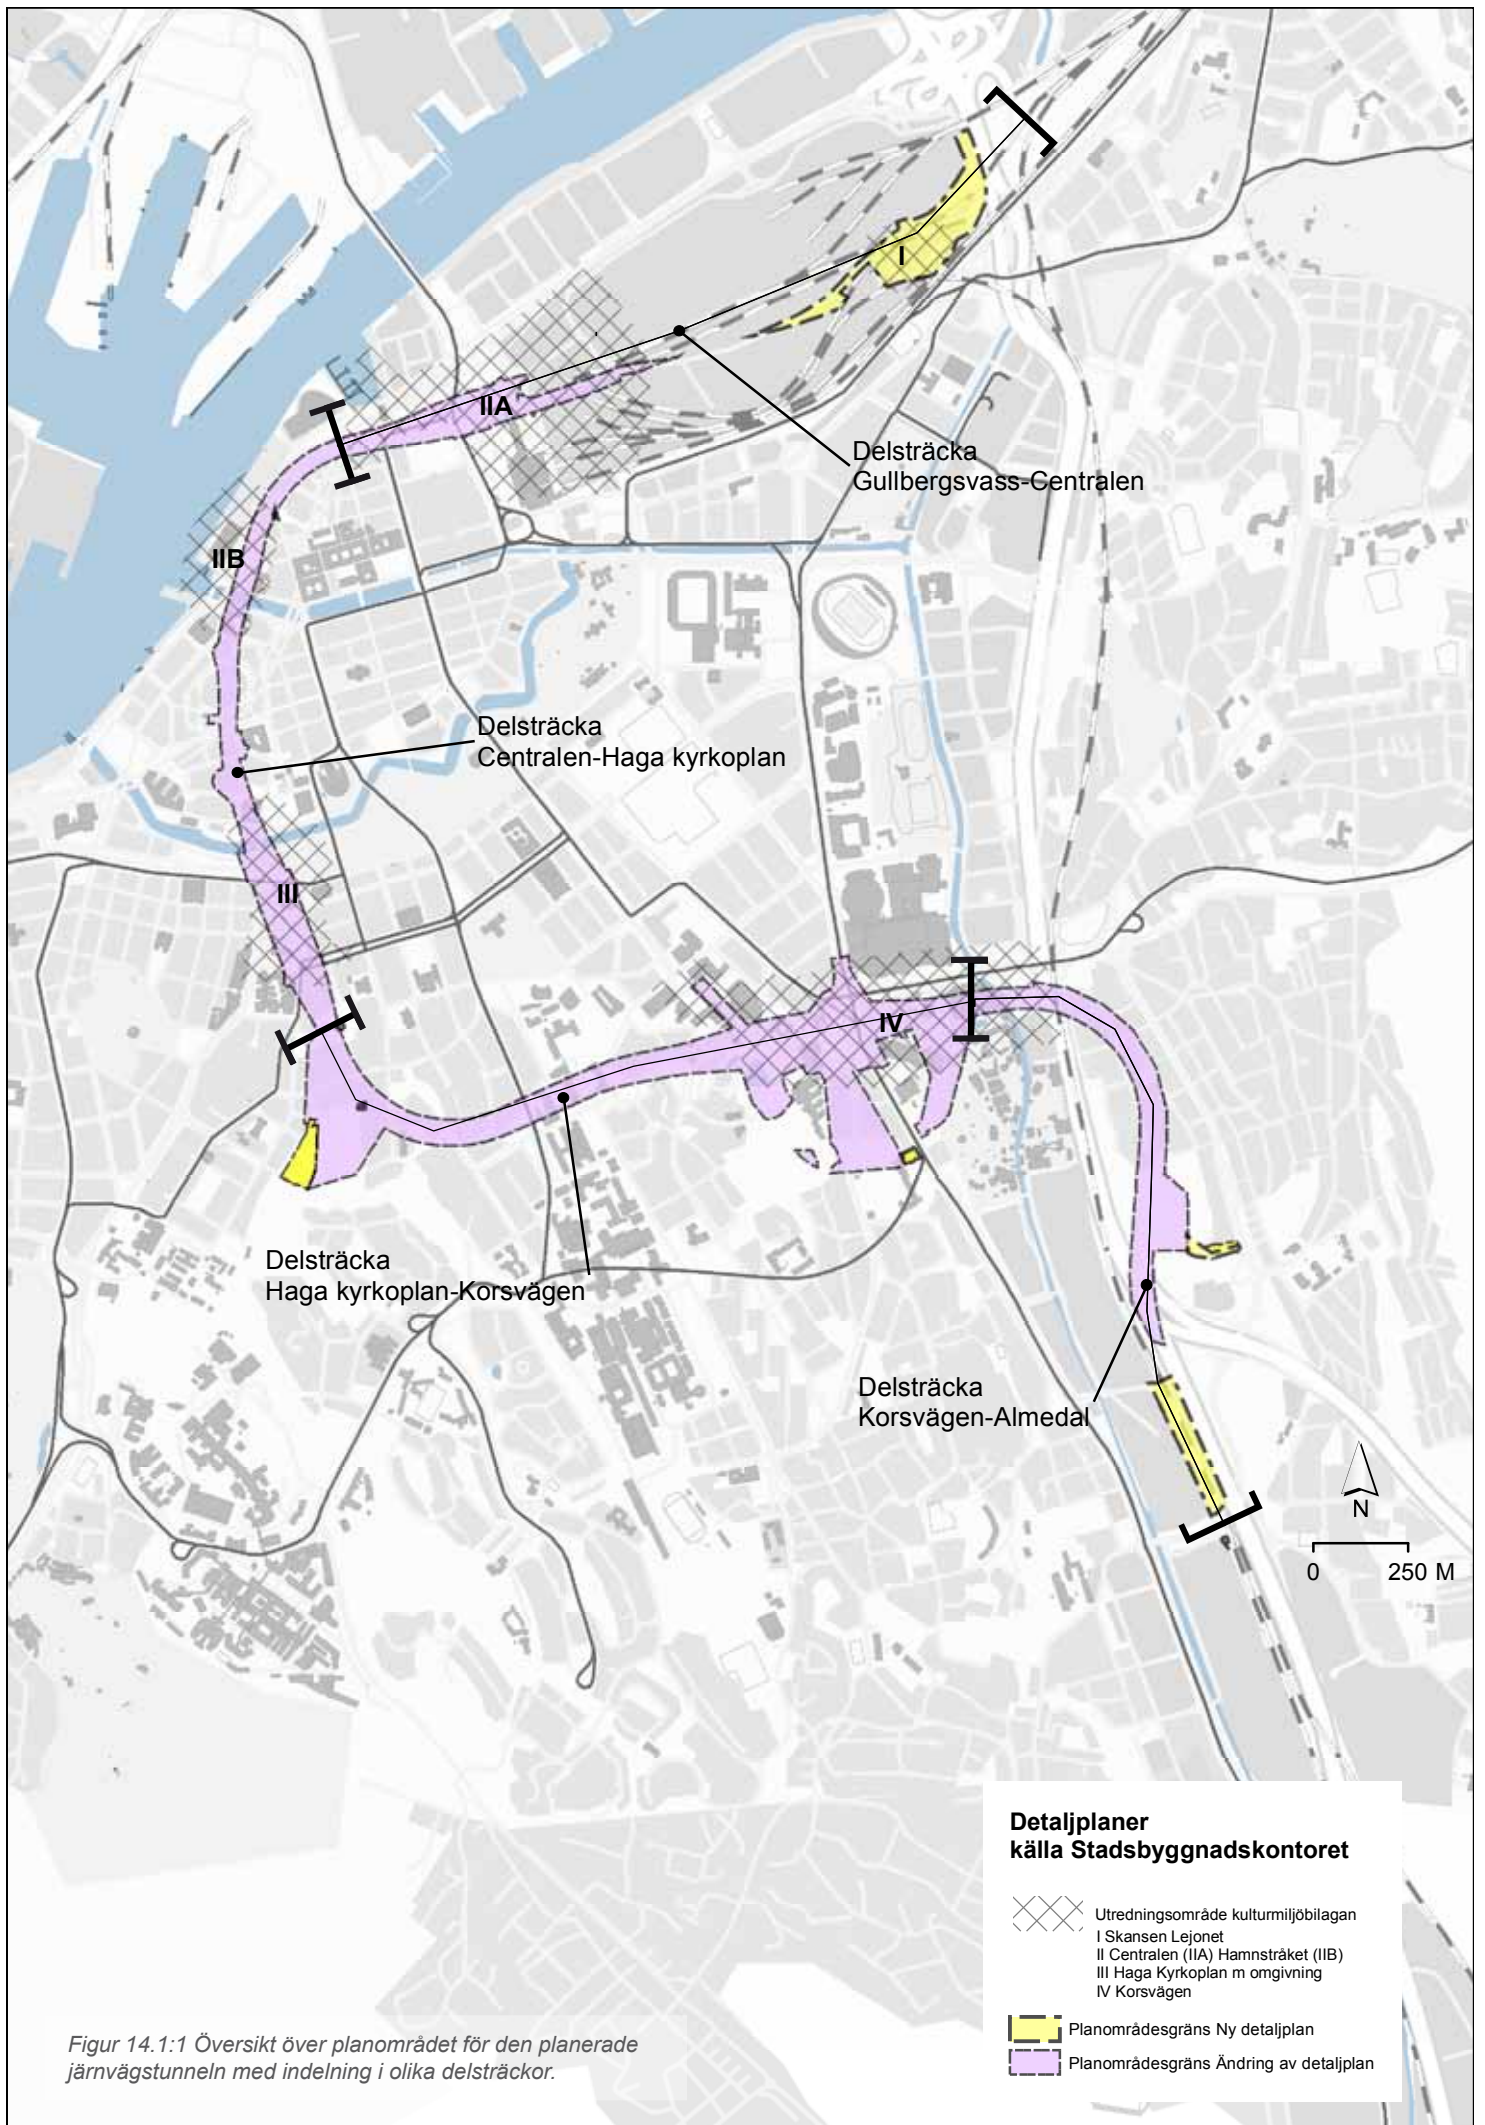 I
IIA
Delsträcka
Gullbergsvass-Centralen
IIB
Delsträcka
Centralen-Haga kyrkoplan
III
IV
Delsträcka
Haga kyrkoplan-Korsvägen
Delsträcka
Korsvägen-Almedal
N
0 250 M
Detaljplaner
källa Stadsbyggnadskontoret
Utredningsområde kulturmiljöbilagan
I Skansen Lejonet
II Centralen (IIA) Hamnstråket (IIB)
III Haga Kyrkoplan m omgivning
IV Korsvägen
Planområdesgräns Ny detaljplan
Planområdesgräns Ändring av detaljplan
Figur 14.1:1 Översikt över planområdet för den planerade
järnvägstunneln med indelning i olika delsträckor.